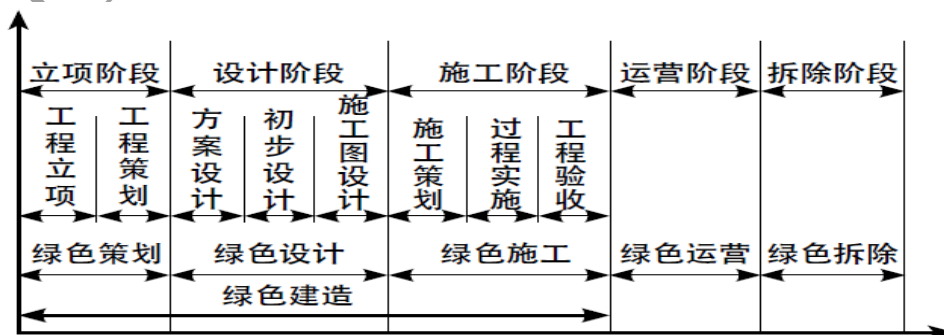 立项阶段 设计阶段 施工阶段 运营阶段 拆除阶段
工程立项 工程策划 方案设计 初步设计 施工图设计 施工策划 过程实施 工程验收
绿色策划 绿色设计 绿色施工 绿色运营 绿色拆除
绿色建造